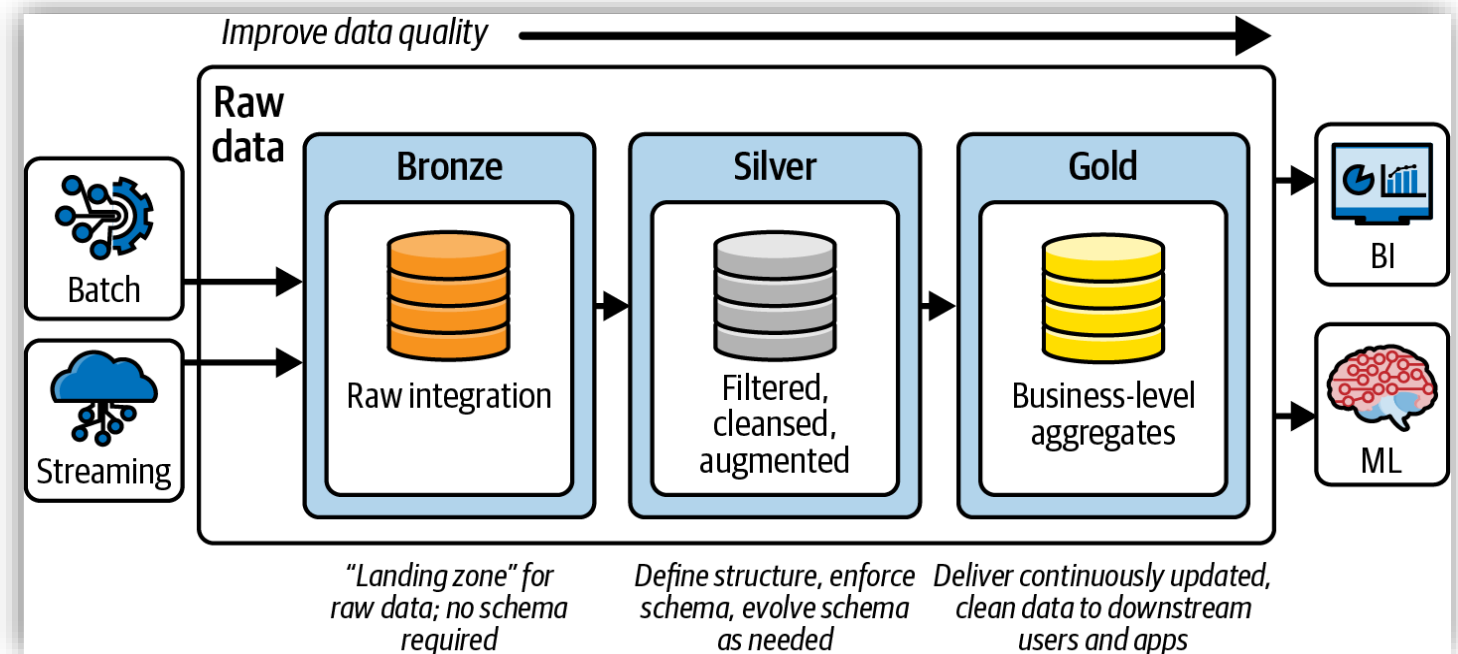 Improve data quality
Raw
data
Bronze
Silver
Gold
Batch
Streaming
Raw integration
Filtered,
cleansed,
augmented
Business-level
aggregates
BI
ML
“Landing zone” for
raw data; no schema
required
Define structure, enforce
schema, evolve schema
as needed
Deliver continuously updated,
clean data to downstream
users and apps